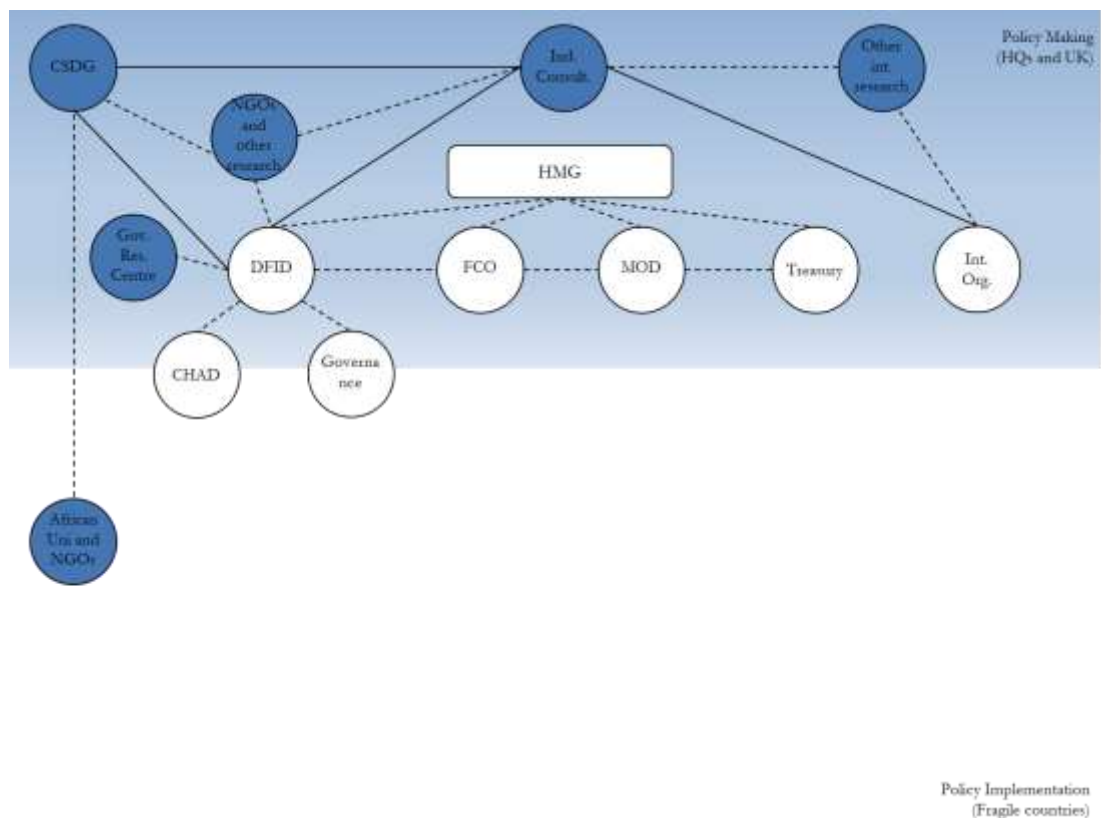 Policy Making
(HQs and UK)
CSDG
Ind.
Consult.
Other
int.
research
NGOs
and
other
research
HMG
Gov.
Res.
Centre
DFID
FCO
MOD
Treasury
Int.
Org.
CHAD
Governa
nce
African
Uni and
NGOs
Policy Implementation
(Fragile countries)